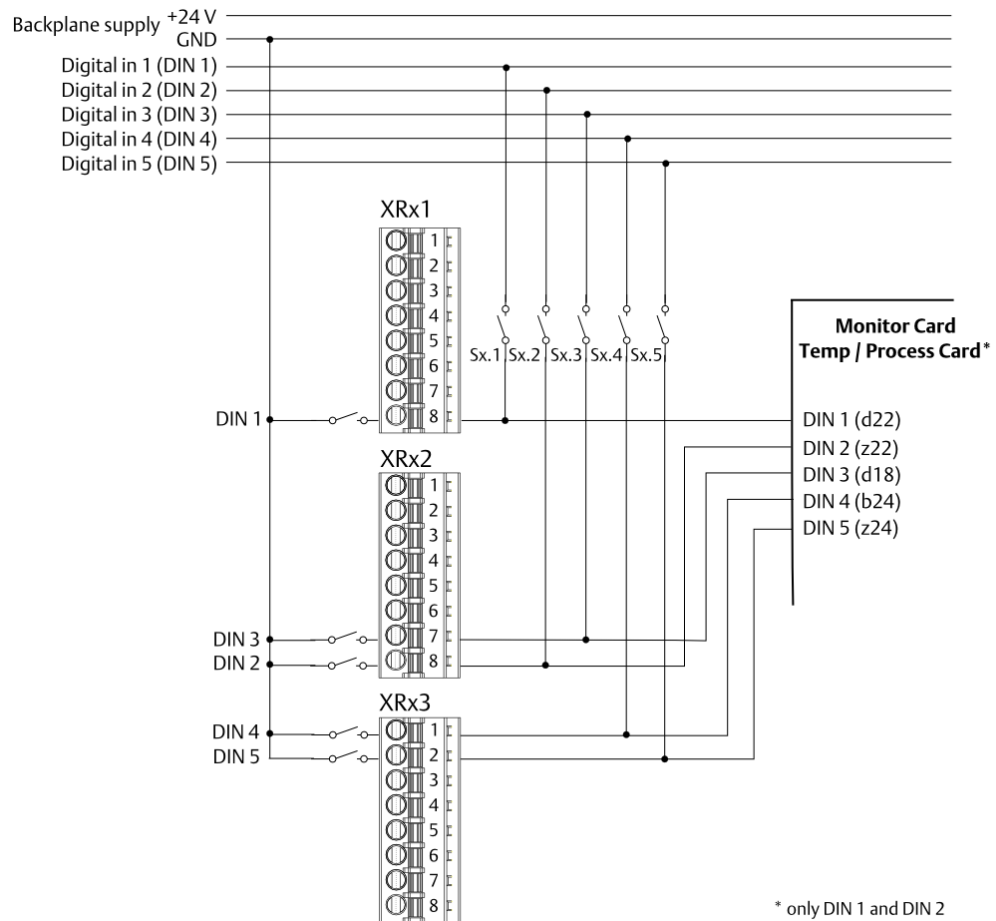 Backplane supply +24 V
GND
Digital in 1 (DIN 1)
Digital in 2 (DIN 2)
Digital in 3 (DIN 3)
Digital in 4 (DIN 4)
Digital in 5 (DIN 5)
XRx1
1
2
3
4
5
6
7
8
Sx.1 Sx.2 Sx.3 Sx.4 Sx.5
Monitor Card
Temp / Process Card*
DIN 1
DIN 1 (d22)
DIN 2 (z22)
DIN 3 (d18)
DIN 4 (b24)
DIN 5 (z24)
XRx2
1
2
3
4
5
6
7
8
DIN 3
DIN 2
XRx3
1
2
3
4
5
6
7
8
DIN 4
DIN 5
* only DIN 1 and DIN 2